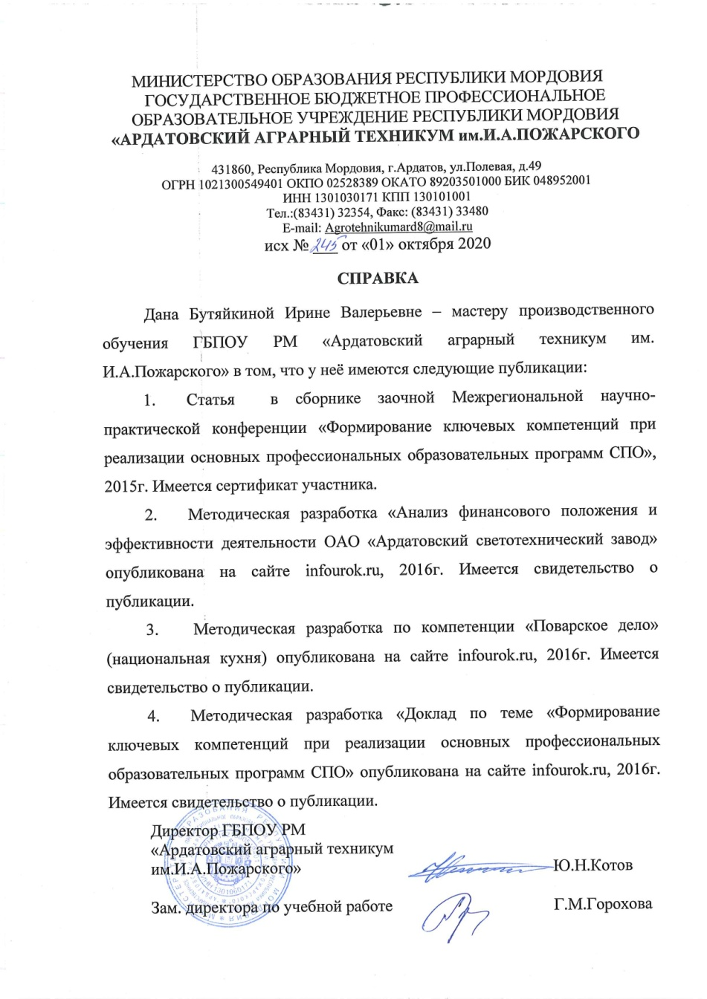 МИНИСТЕРСТВО ОБРАЗОВАНИЯ РЕСПУБЛИКИ МОРДОВИЯ
ГОСУДАРСТВЕННОЕ БЮДЖЕТНОЕ ПРОФЕССИОНАЛЬНОЕ
ОБРАЗОВАТЕЛЬНОЕ УЧРЕЖДЕНИЕ РЕСПУБЛИКИ МОРДОВИЯ
«АРДАТОВСКИЙ АГРАРНЫЙ ТЕХНИКУМ им.И.А.ПОЖАРСКОГО
431860, Республика Мордовия, г.Ардатов, ул.Полевая, д.49
ОГРН 1021300549401 ОКПО 02528389 ОКАТО 89203501000 БИК 048952001
ИНН 1301030171 КПП 130101001
Тел.:(83431) 32354, Факс: (83431) 33480
E-mail: Agrotehnikumard8@mail.ru
исх № 245 от «01» октября 2020
СПРАВКА
Дана Бутяйкиной Ирине Валерьевне – мастеру производственного
обучения ГБПОУ РМ «Ардатовский аграрный техникум им.
И.А.Пожарского» в том, что у неё имеются следующие публикации:
1. Статья в сборнике заочной Межрегиональной научно-
практической конференции «Формирование ключевых компетенций при
реализации основных профессиональных образовательных программ СПО»,
2015г. Имеется сертификат участника.
2. Методическая разработка «Анализ финансового положения и
эффективности деятельности ОАО «Ардатовский светотехнический завод»
опубликована на сайте infourok.ru, 2016г. Имеется свидетельство о
публикации.
3. Методическая разработка по компетенции «Поварское дело»
(национальная кухня) опубликована на сайте infourok.ru, 2016г. Имеется
свидетельство о публикации.
4. Методическая разработка «Доклад по теме «Формирование
ключевых компетенций при реализации основных профессиональных
образовательных программ СПО» опубликована на сайте infourok.ru, 2016г.
Имеется свидетельство о публикации.
Директор ГБПОУ РМ
«Ардатовский аграрный техникум
им.И.А.Пожарского» Ю.Н.Котов
Зам. директора по учебной работе Г.М.Горохова